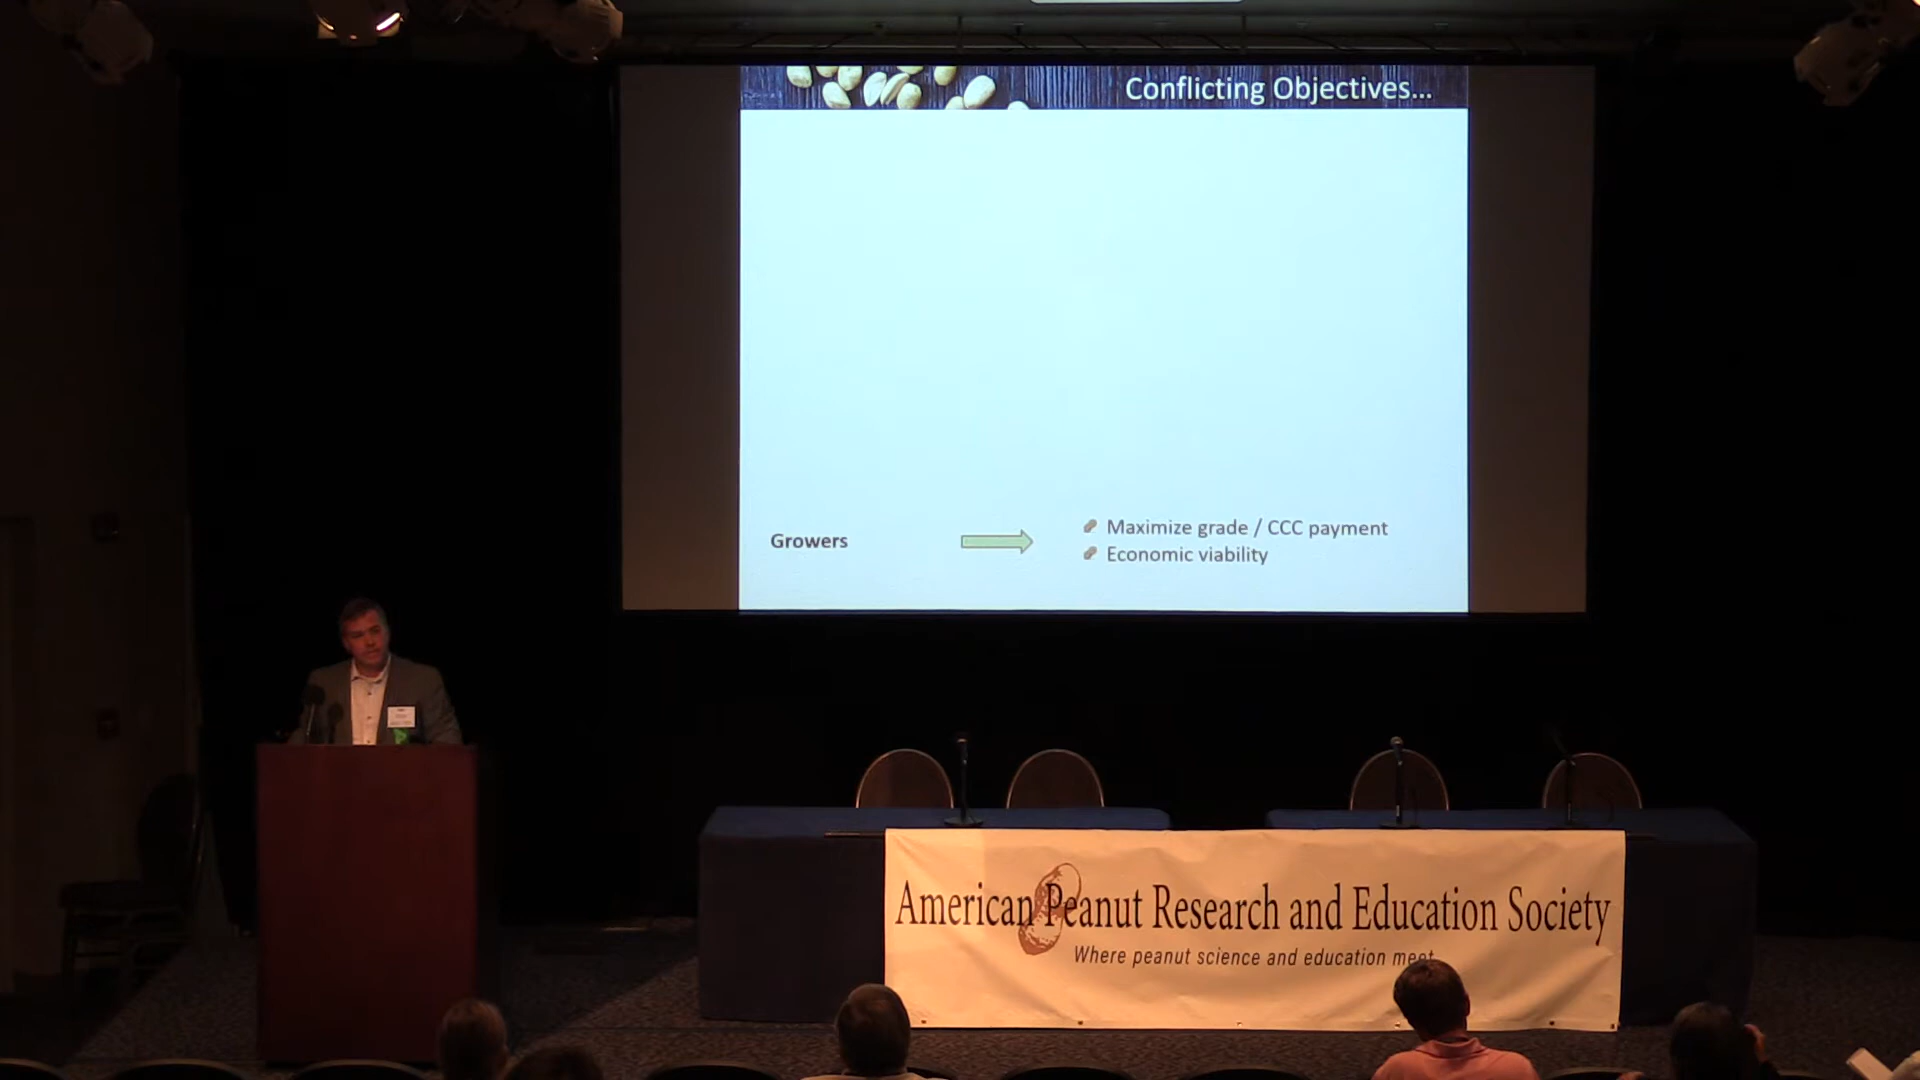 Conflicting Objectives...
Growers
Maximize grade / CCC payment
Economic viability
American Peanut Research and Education Society
Where peanut science and education meet